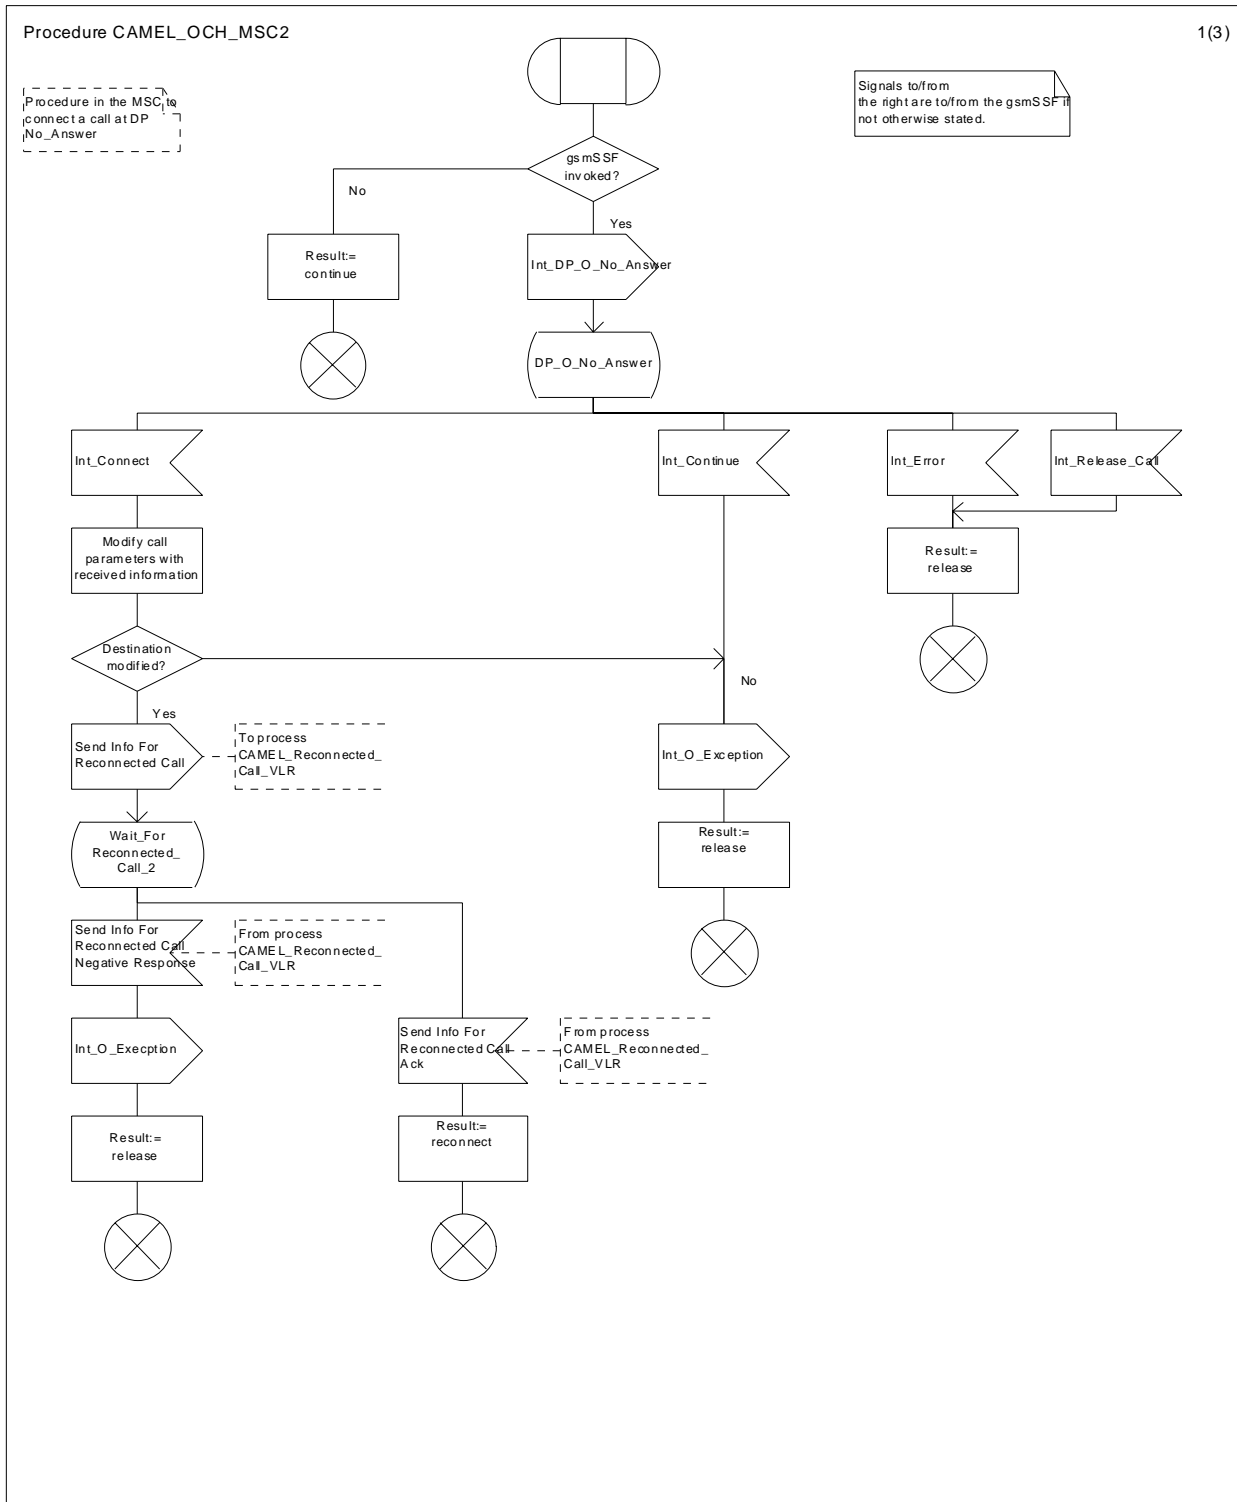 Procedure CAMEL_OCH_MSC2
1(3)
Procedure in the MSC to
connect a call at DP
No_Answer
Signals to/from
the right are to/from the gsmSSF if
not otherwise stated.
gsmSSF
invoked?
No
Yes
Result:=
continue
Int_DP_O_No_Answer
DP_O_No_Answer
Int_Connect
Int_Continue
Int_Error
Int_Release_Call
Modify call
parameters with
received information
Result:=
release
Destination
modified?
No
Yes
Send Info For
Reconnected Call
To process
CAMEL_Reconnected_
Call_VLR
Int_O_Exception
Wait_For
Reconnected_
Call_2
Result:=
release
Send Info For
Reconnected Call
Negative Response
From process
CAMEL_Reconnected_
Call_VLR
Int_O_Execption
Send Info For
Reconnected Call
Ack
From process
CAMEL_Reconnected_
Call_VLR
Result:=
release
Result:=
reconnect